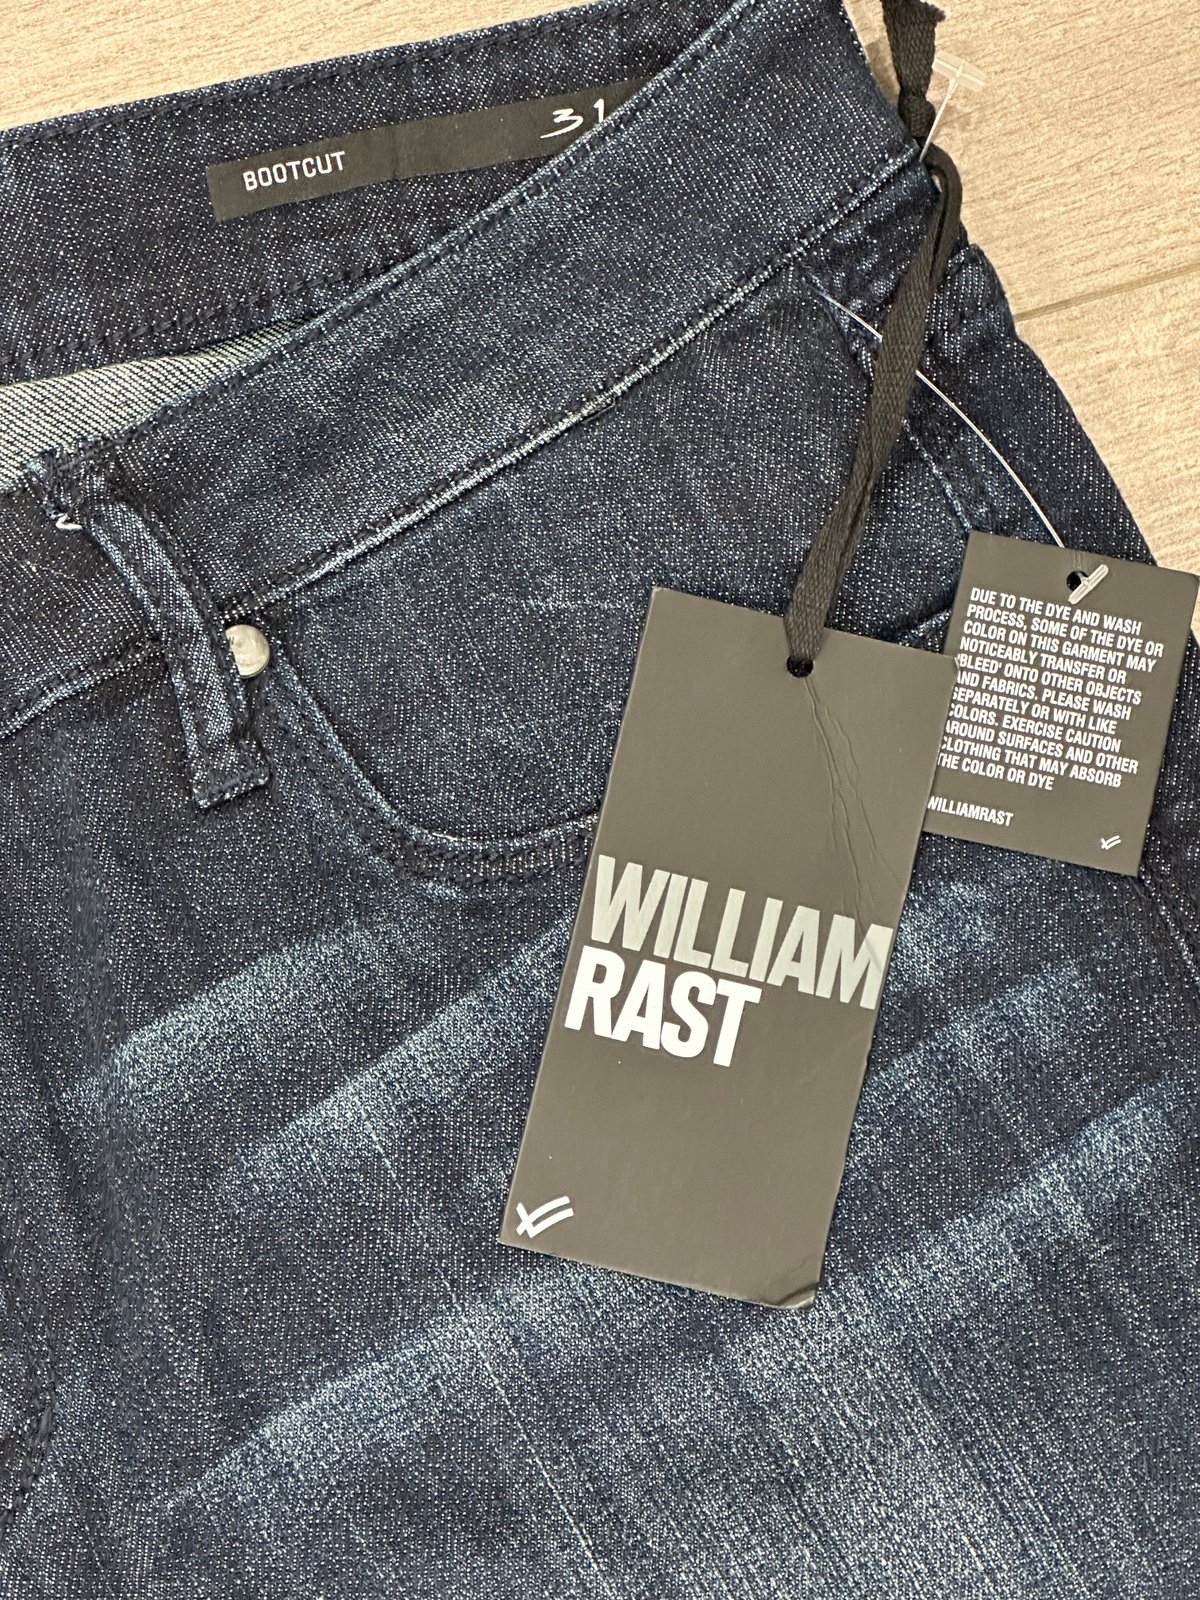 BOOTCUT 31
DUE TO THE DYE AND WASH
PROCESS, SOME OF THE DYE OR
COLOR ON THIS GARMENT MAY
NOTICEABLY TRANSFER OR
'BLEED' ONTO OTHER OBJECTS
AND FABRICS. PLEASE WASH
SEPARATELY OR WITH LIKE
COLORS. EXERCISE CAUTION
AROUND SURFACES AND OTHER
CLOTHING THAT MAY ABSORB
THE COLOR OR DYE
WILLIAMRAST
WILLIAM
RAST